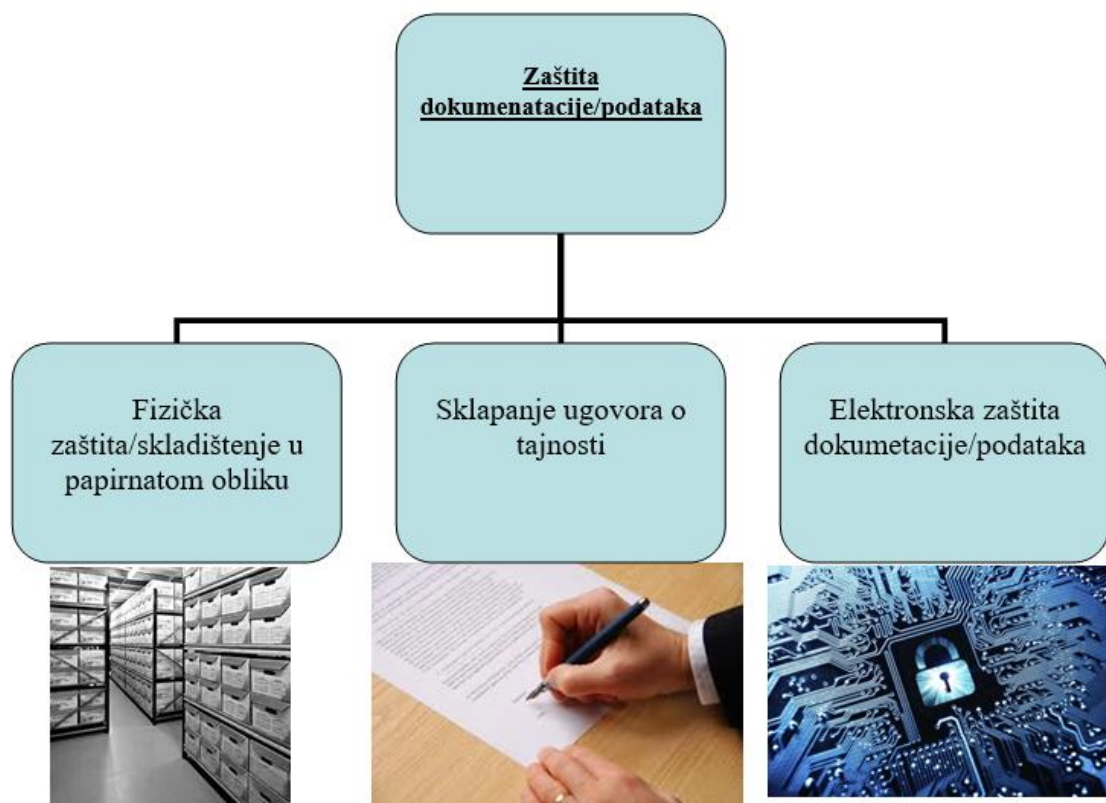 Zaštita
dokumenatacije/podataka
Fizička
zaštita/skladištenje u
papirnatom obliku
Sklapanje ugovora o
tajnosti
Elektronska zaštita
dokumetacije/podataka